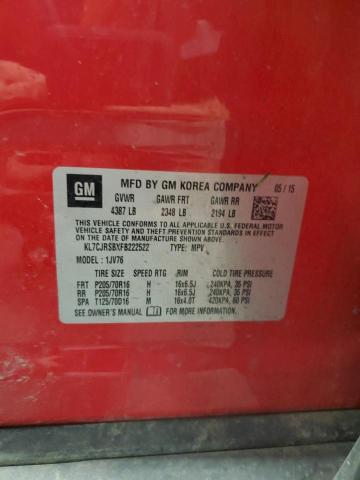 GM
MFD BY GM KOREA COMPANY 05/15
GVWR GAWR FRT GAWR RR
4387 LB 2348 LB 2194 LB
THIS VEHICLE CONFORMS TO ALL APPLICABLE U.S. FEDERAL MOTOR
VEHICLE SAFETY AND THEFT PREVENTION STANDARDS IN EFFECT
ON THE DATE OF MANUFACTURE SHOWN ABOVE.
KL7CJRSBXFB222522 TYPE: MPV
MODEL : 1JV76
SPEED RTG RIM COLD TIRE PRESSURE
FRT P205/70R16 H 16x6.5J 240KPA, 35 PSI
RR P205/70R16 H 16x6.5J 240KPA, 35 PSI
SPA T125/70D16 M 16x4.0T 420KPA, 60 PSI
SEE OWNER'S MANUAL FOR MORE INFORMATION.